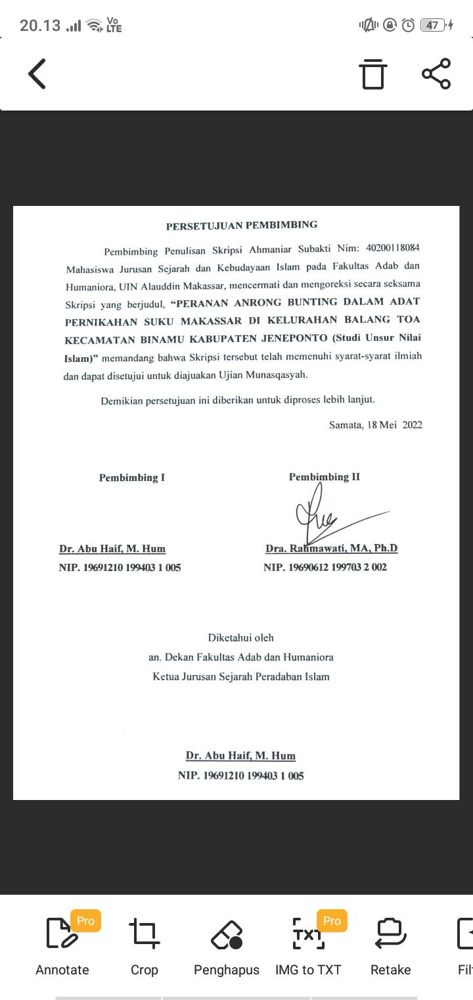 20.13
Vo
LTE
47
PERSETUJUAN PEMBIMBING
Pembimbing Penulisan Skripsi Ahmaniar Subakti Nim: 40200118084
Mahasiswa Jurusan Sejarah dan Kebudayaan Islam pada Fakultas Adab dan
Humaniora, UIN Alauddin Makassar, mencermati dan mengoreksi secara seksama
Skripsi yang berjudul, “PERANAN ANRONG BUNTING DALAM ADAT
PERNIKAHAN SUKU MAKASSAR DI KELURAHAN BALANG TOA
KECAMATAN BINAMU KABUPATEN JENEPONTO (Studi Unsur Nilai
Islam)” memandang bahwa Skripsi tersebut telah memenuhi syarat-syarat ilmiah
dan dapat disetujui untuk diajuakan Ujian Munasqasyah.
Demikian persetujuan ini diberikan untuk diproses lebih lanjut.
Samata, 18 Mei 2022
Pembimbing I
Pembimbing II
Dr. Abu Haif, M. Hum
Dra. Rahmawati, MA, Ph.D
NIP. 19691210 199403 1 005
NIP. 19690612 199703 2 002
Diketahui oleh
an. Dekan Fakultas Adab dan Humaniora
Ketua Jurusan Sejarah Peradaban Islam
Dr. Abu Haif, M. Hum
NIP. 19691210 199403 1 005
Pro
Pro
TXT
Annotate
Crop
Penghapus
IMG to TXT
Retake